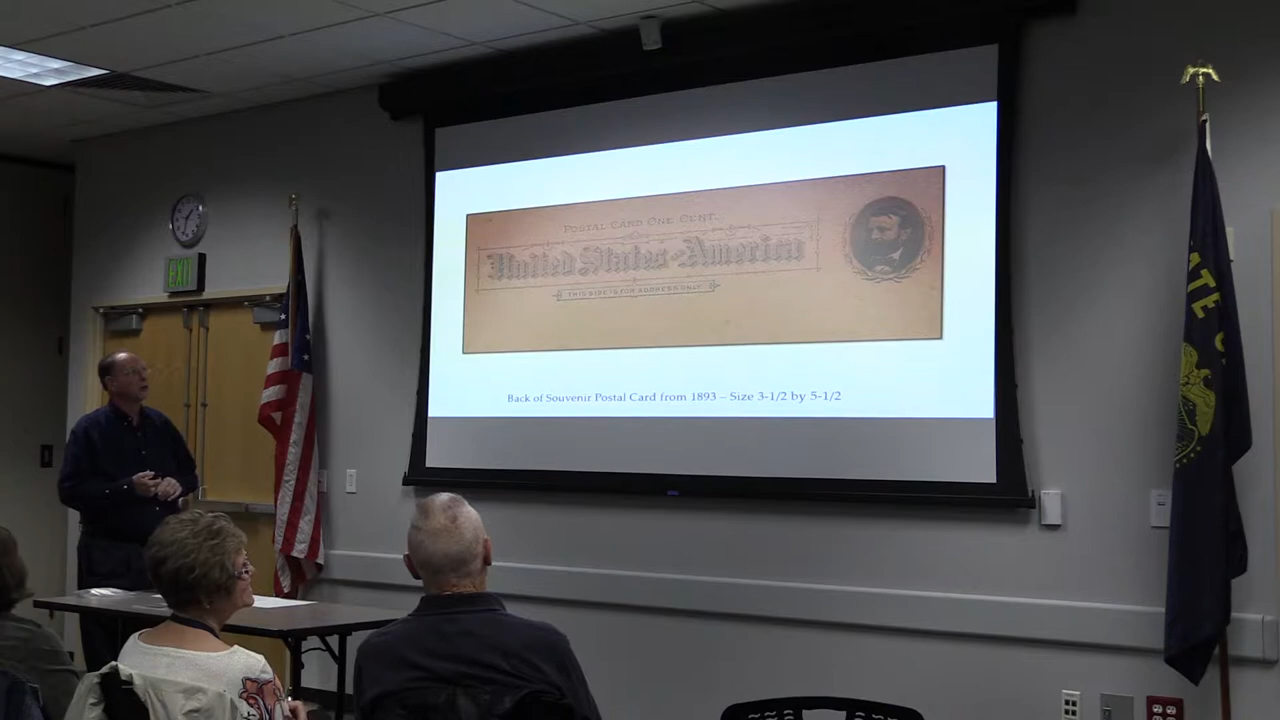 POSTAL CARD ONE CENT.
United States of America
THIS SIDE IS FOR ADDRESS ONLY
Back of Souvenir Postal Card from 1893 – Size 3-1/2 by 5-1/2
EXIT
ATE O